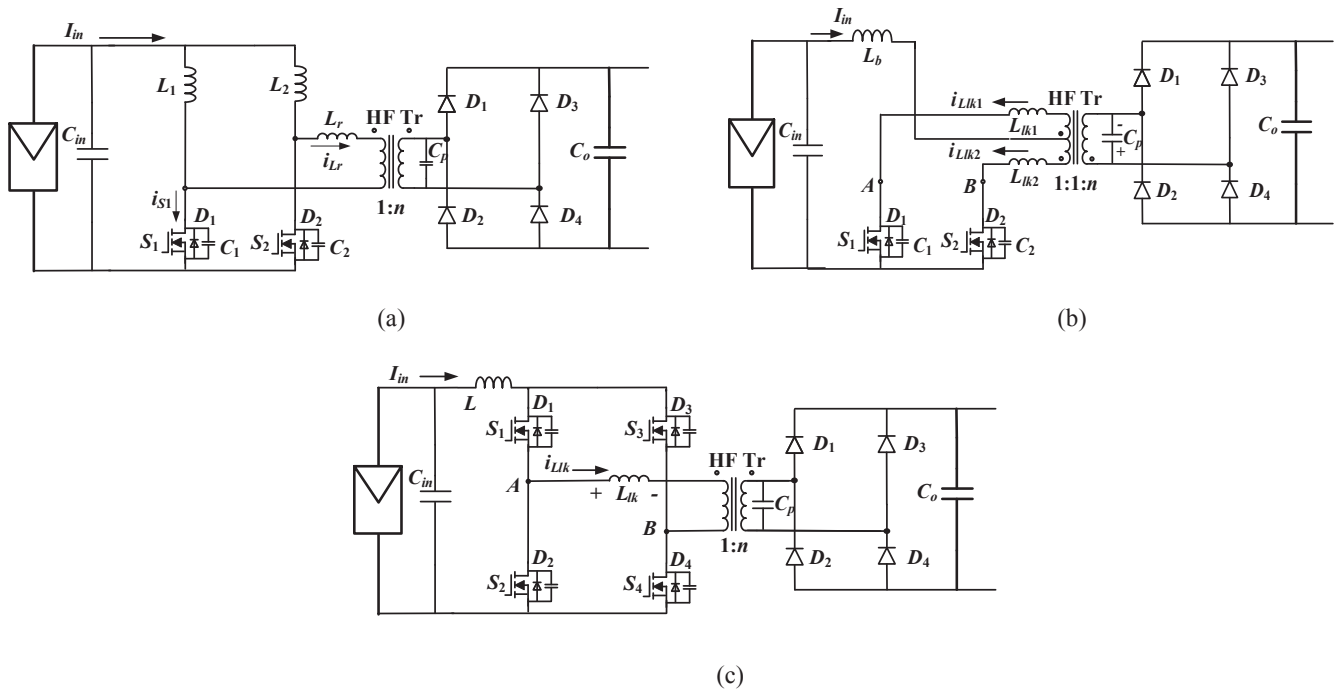 I_in
L_1
L_2
C_in
L_r
HF Tr
i_Lr
C_p
1:n
D_1
D_3
D_2
D_4
C_o
i_S1
D_1
S_1
C_1
D_2
S_2
C_2
(a)
I_in
L_b
C_in
i_Llk1
L_lk1
HF Tr
i_Llk2
L_lk2
1:1:n
-
C_p
+
D_1
D_3
D_2
D_4
C_o
A
B
D_1
S_1
C_1
D_2
S_2
C_2
(b)
I_in
L
C_in
D_1
S_1
D_3
S_3
i_Llk
A
+
L_lk
-
B
HF Tr
C_p
1:n
D_2
S_2
D_4
S_4
D_1
D_3
D_2
D_4
C_o
(c)